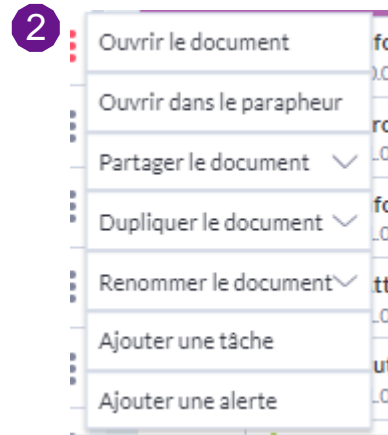 2
Ouvrir le document
Ouvrir dans le parapheur
Partager le document
Dupliquer le document
Renommer le document
Ajouter une tâche
Ajouter une alerte